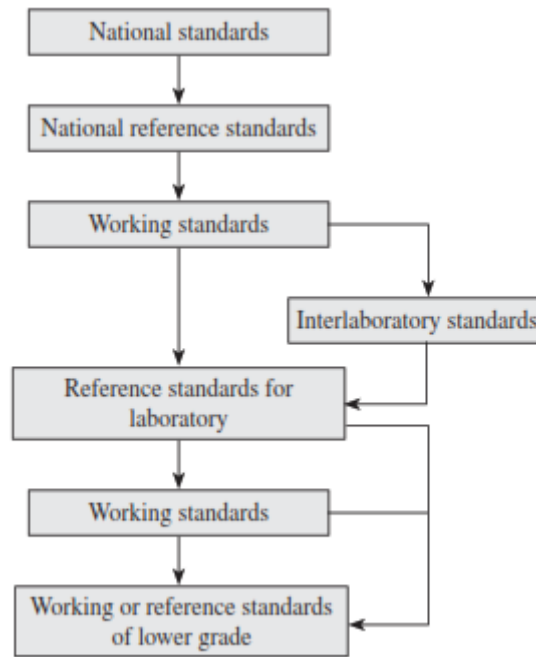 National standards
National reference standards
Working standards
Interlaboratory standards
Reference standards for
laboratory
Working standards
Working or reference standards
of lower grade